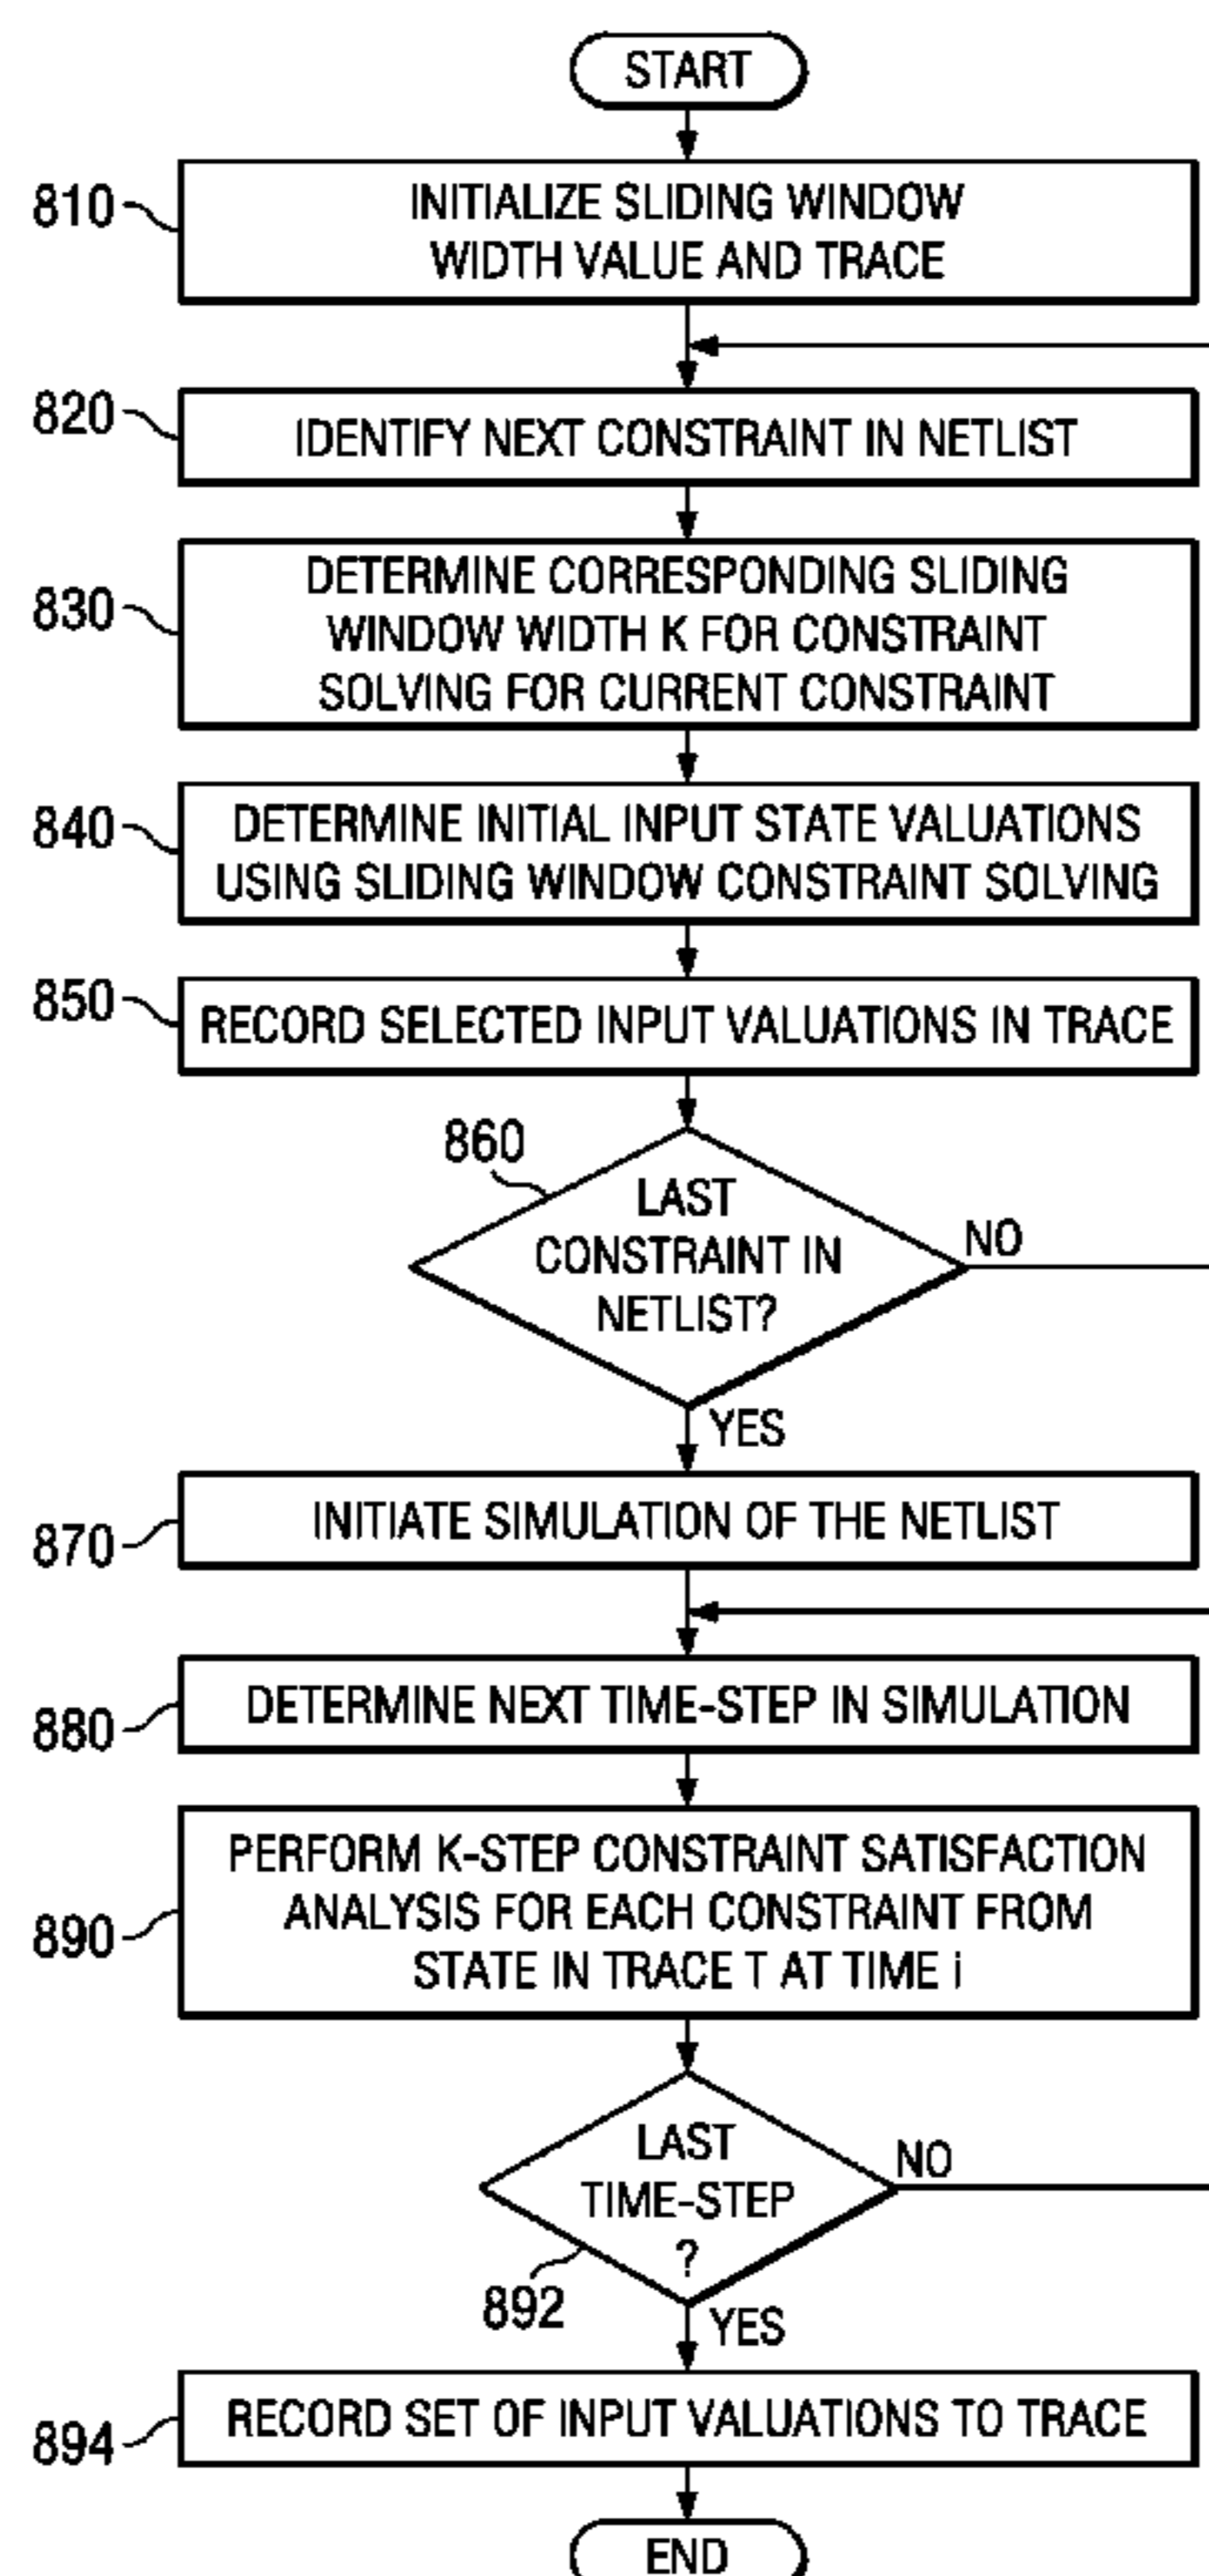 START
810
INITIALIZE SLIDING WINDOW
WIDTH VALUE AND TRACE
820
IDENTIFY NEXT CONSTRAINT IN NETLIST
830
DETERMINE CORRESPONDING SLIDING
WINDOW WIDTH K FOR CONSTRAINT
SOLVING FOR CURRENT CONSTRAINT
840
DETERMINE INITIAL INPUT STATE VALUATIONS
USING SLIDING WINDOW CONSTRAINT SOLVING
850
RECORD SELECTED INPUT VALUATIONS IN TRACE
860
LAST
CONSTRAINT IN
NETLIST?
NO
YES
870
INITIATE SIMULATION OF THE NETLIST
880
DETERMINE NEXT TIME-STEP IN SIMULATION
890
PERFORM K-STEP CONSTRAINT SATISFACTION
ANALYSIS FOR EACH CONSTRAINT FROM
STATE IN TRACE T AT TIME i
LAST
TIME-STEP
?
NO
892
YES
894
RECORD SET OF INPUT VALUATIONS TO TRACE
END